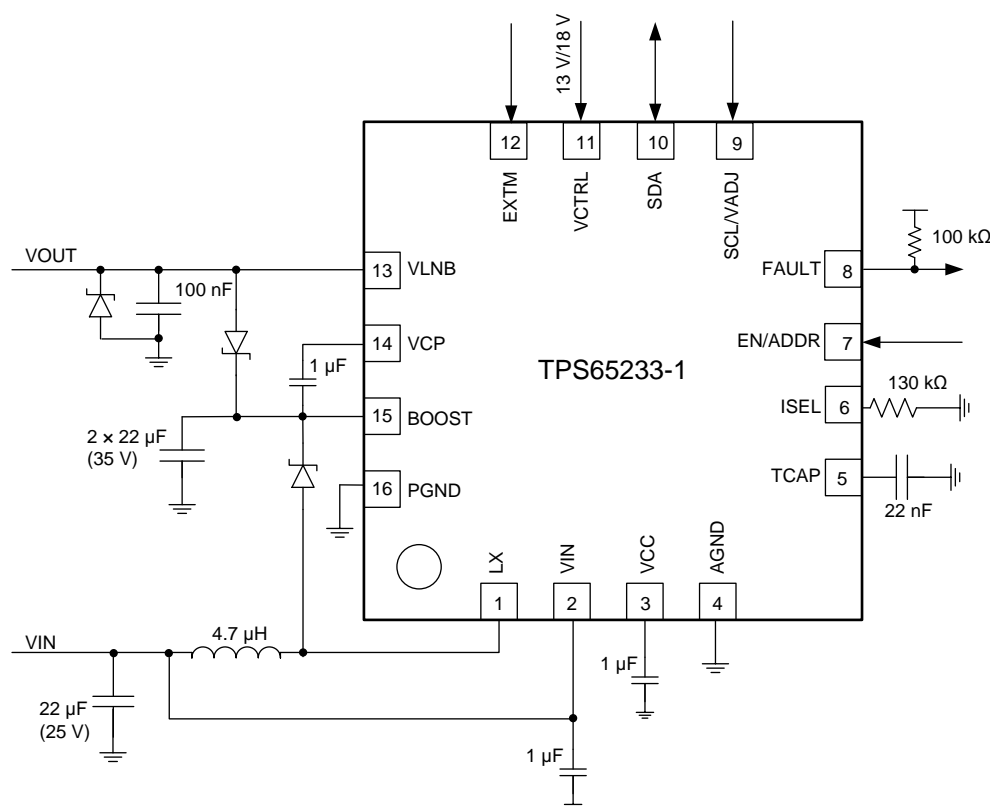 13 V/18 V
12
11
10
9
EXTM
VCTRL
SDA
SCL/VADJ
100 kΩ
VOUT
13
VLNB
FAULT
8
100 nF
14
VCP
EN/ADDR
7
1 µF
TPS65233-1
130 kΩ
ISEL
6
15
BOOST
2 × 22 µF
(35 V)
TCAP
5
22 nF
16
PGND
LX
VIN
VCC
AGND
1
2
3
4
VIN
4.7 µH
1 µF
22 µF
(25 V)
1 µF